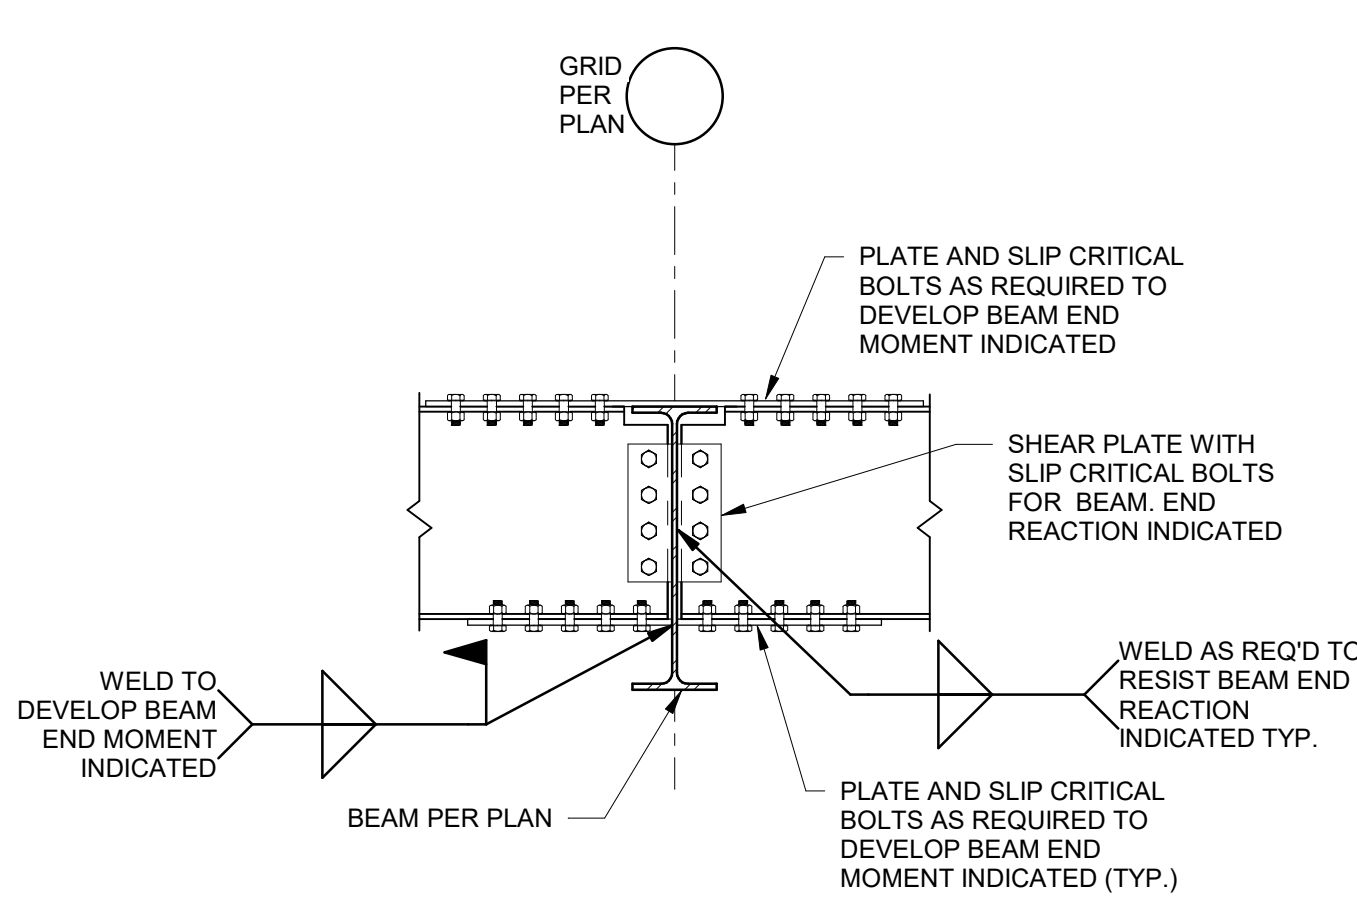 GRID
PER
PLAN
PLATE AND SLIP CRITICAL
BOLTS AS REQUIRED TO
DEVELOP BEAM END
MOMENT INDICATED
SHEAR PLATE WITH
SLIP CRITICAL BOLTS
FOR BEAM. END
REACTION INDICATED
WELD TO
DEVELOP BEAM
END MOMENT
INDICATED
WELD AS REQ'D TO
RESIST BEAM END
REACTION
INDICATED TYP.
BEAM PER PLAN
PLATE AND SLIP CRITICAL
BOLTS AS REQUIRED TO
DEVELOP BEAM END
MOMENT INDICATED (TYP.)